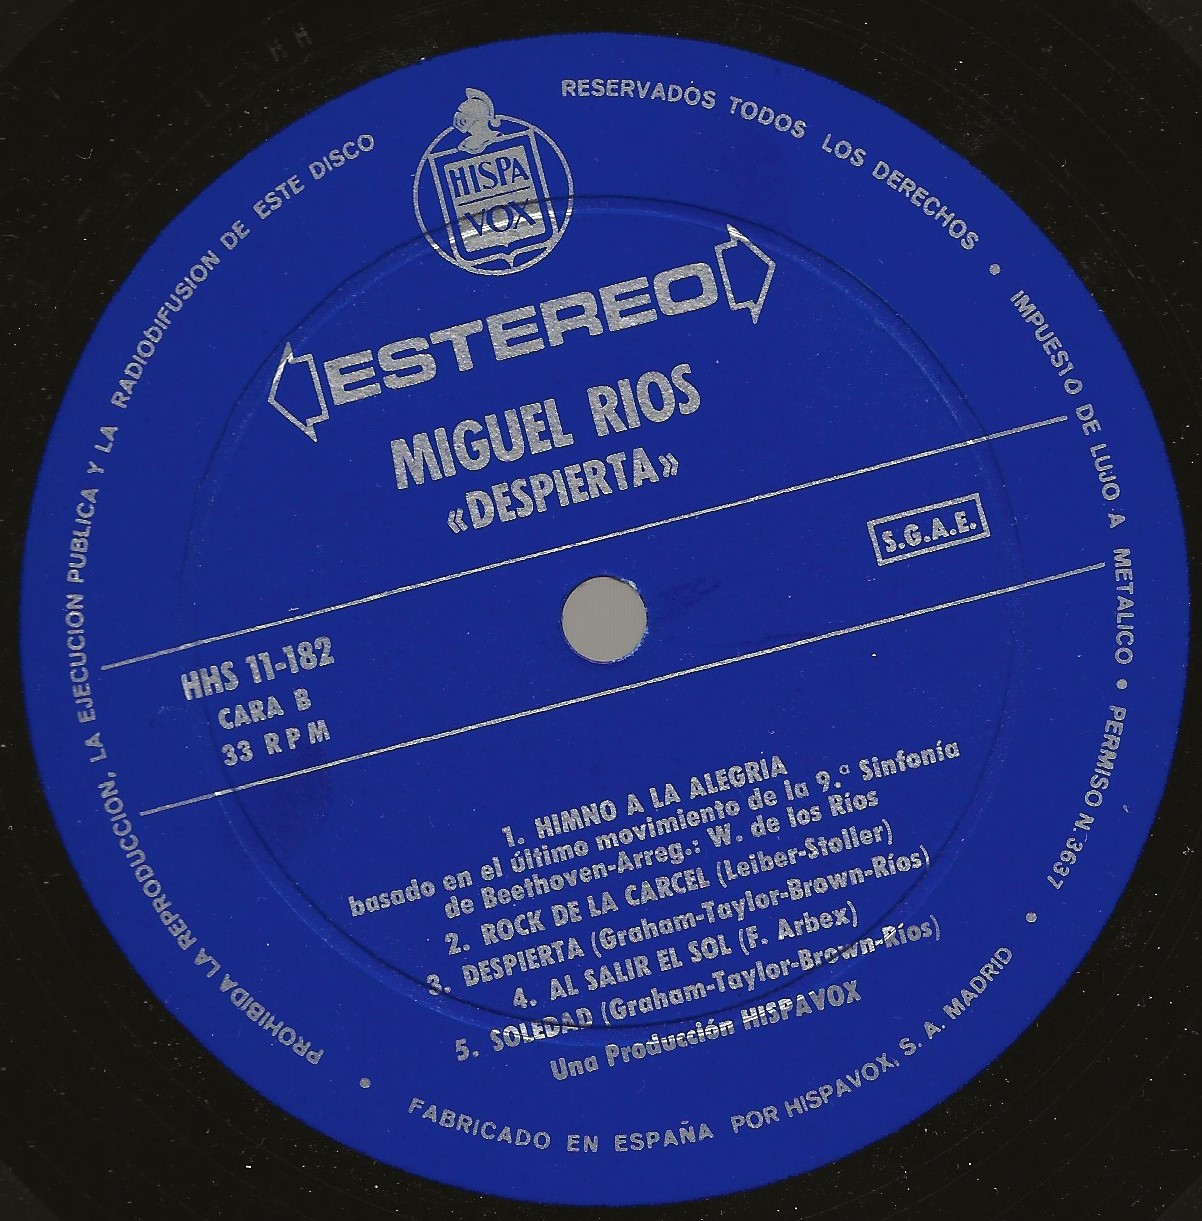 PROHIBIDA LA REPRODUCCION, LA EJECUCION PUBLICA Y LA RADIODIFUSION DE ESTE DISCO
RESERVADOS TODOS LOS DERECHOS • IMPUESTO DE LUJO A METALICO • PERMISO N.º 3637 •
HISPA
VOX
ESTEREO
MIGUEL RIOS
«DESPIERTA»
S.G.A.E.
HHS 11-182
CARA B
33 RPM
1. HIMNO A LA ALEGRIA
basado en el último movimiento de la 9.ª Sinfonía
de Beethoven-Arreg.: W. de los Ríos
2. ROCK DE LA CARCEL (Leiber-Stoller)
3. DESPIERTA (Graham-Taylor-Brown-Ríos)
4. AL SALIR EL SOL (F. Arbex)
5. SOLEDAD (Graham-Taylor-Brown-Ríos)
Una Producción HISPAVOX
• FABRICADO EN ESPAÑA POR HISPAVOX, S. A. MADRID